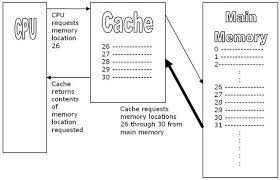 CPU
CPU
requests
memory
location
26
Cache
returns
contents
of
memory
location
requested
Cache
26 ----------
27 ----------
28 ----------
29 ----------
30 ----------
Cache requests
memory locations
26 through 30 from
main memory
Main
Memory
0 ----------
1 ----------
2 ----------
26 ----------
27 ----------
28 ----------
29 ----------
30 ----------
31 ----------